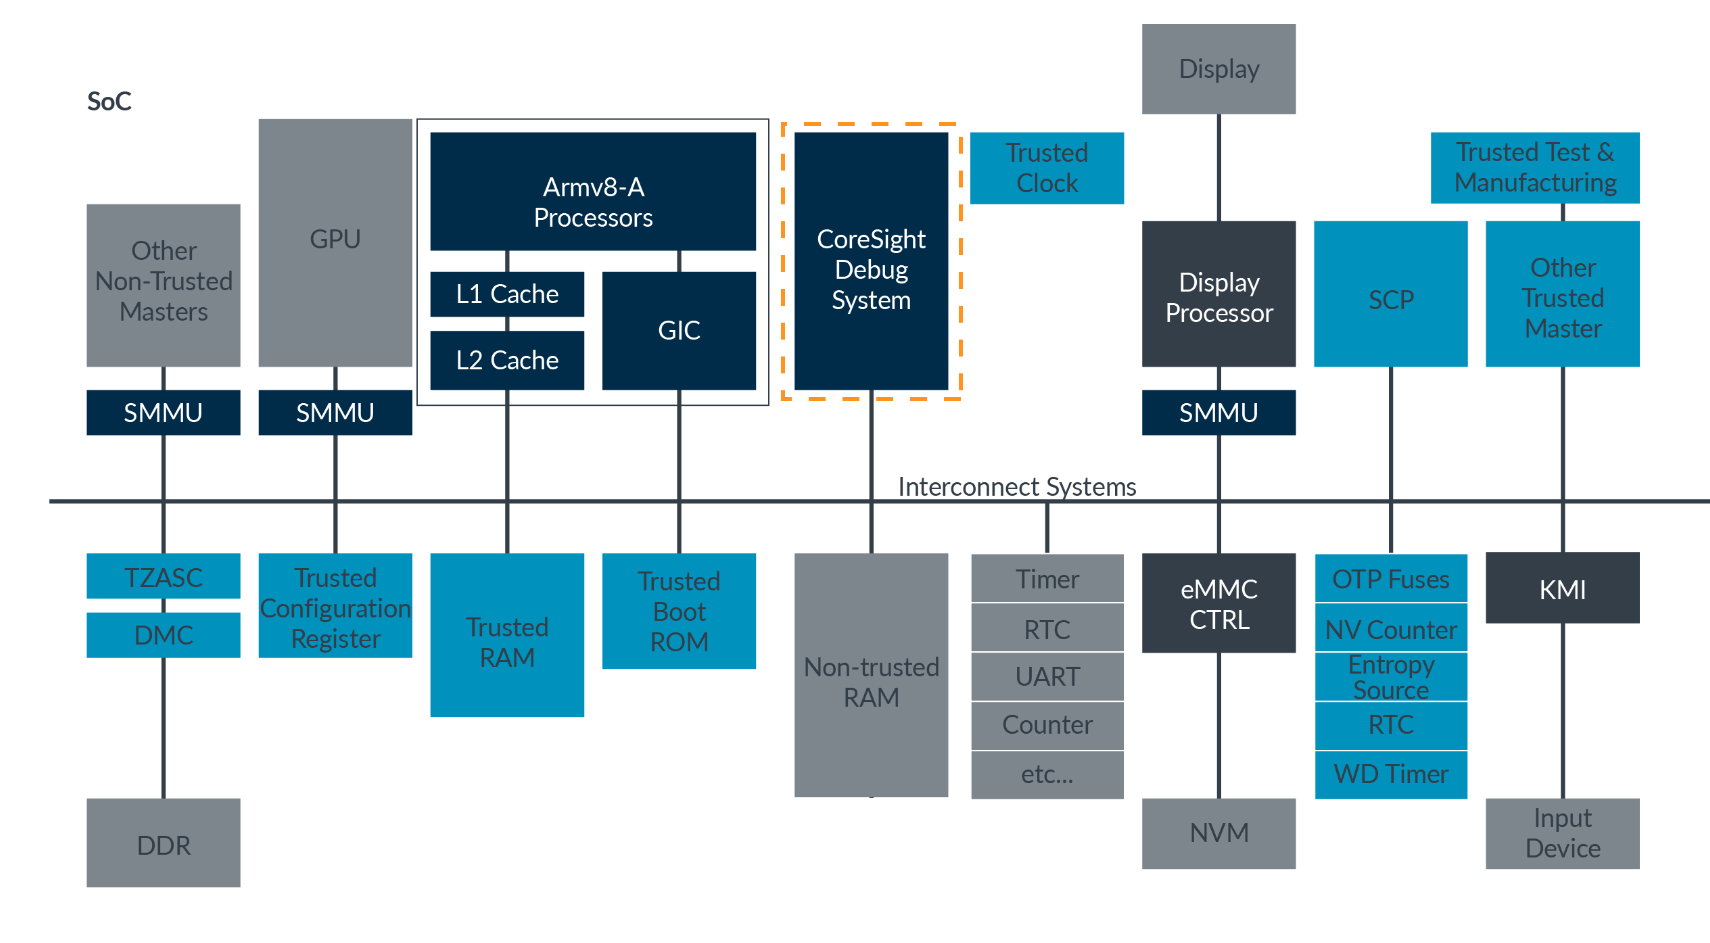 SoC
Display
Other
Non-Trusted
Masters
GPU
Armv8-A
Processors
L1 Cache
L2 Cache
GIC
CoreSight
Debug
System
Trusted
Clock
Display
Processor
SCP
Trusted Test &
Manufacturing
Other
Trusted
Master
SMMU
SMMU
SMMU
Interconnect Systems
TZASC
DMC
DDR
Trusted
Configuration
Register
Trusted
RAM
Trusted
Boot
ROM
Non-trusted
RAM
Timer
RTC
UART
Counter
etc...
eMMC
CTRL
NVM
OTP Fuses
NV Counter
Entropy
Source
RTC
WD Timer
KMI
Input
Device